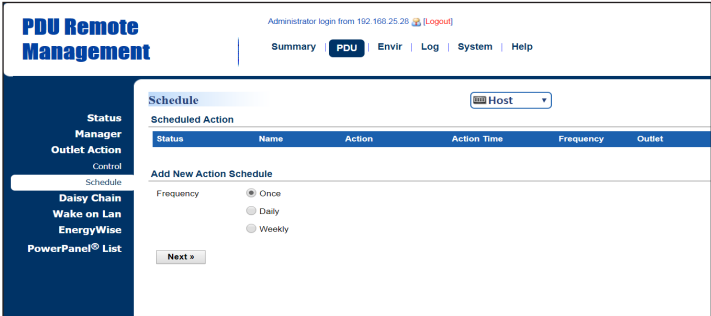 PDU Remote
Management
Administrator login from 192.168.25.28 [Logout]
Summary | PDU | Envir | Log | System | Help
Status
Manager
Outlet Action
Control
Schedule
Daisy Chain
Wake on Lan
EnergyWise
PowerPanel® List
Schedule
Host
Scheduled Action
Status Name Action Action Time Frequency Outlet
Add New Action Schedule
Frequency Once
Daily
Weekly
Next »